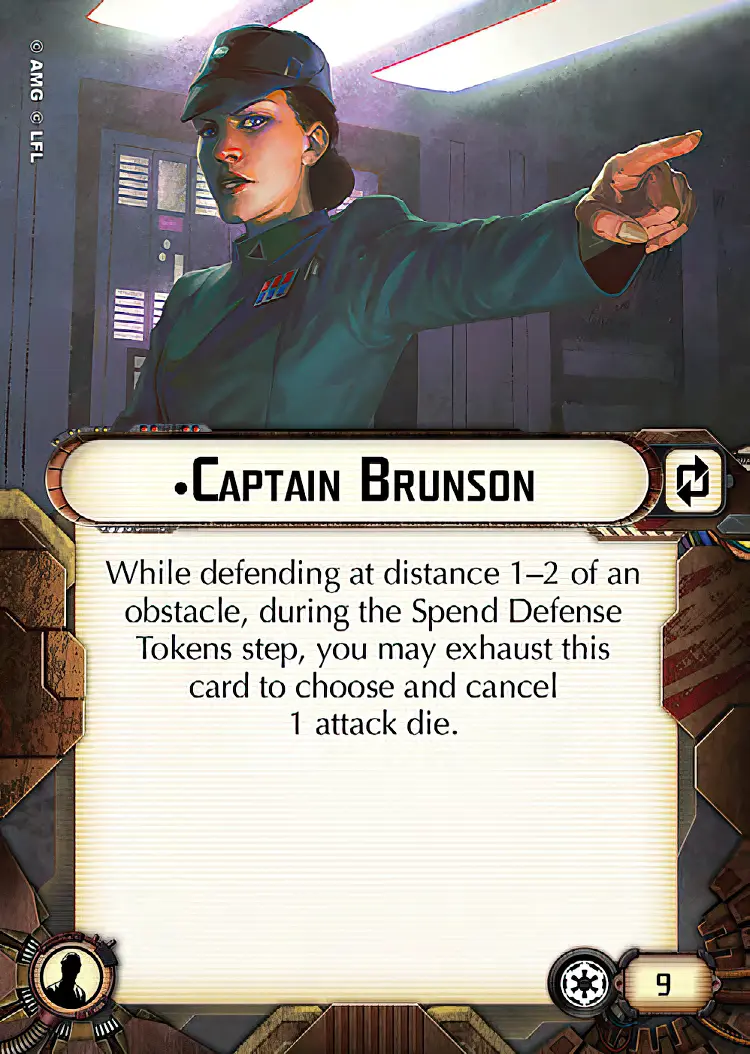 © AMG © LFL
•Captain Brunson
While defending at distance 1–2 of an
obstacle, during the Spend Defense
Tokens step, you may exhaust this
card to choose and cancel
1 attack die.
9